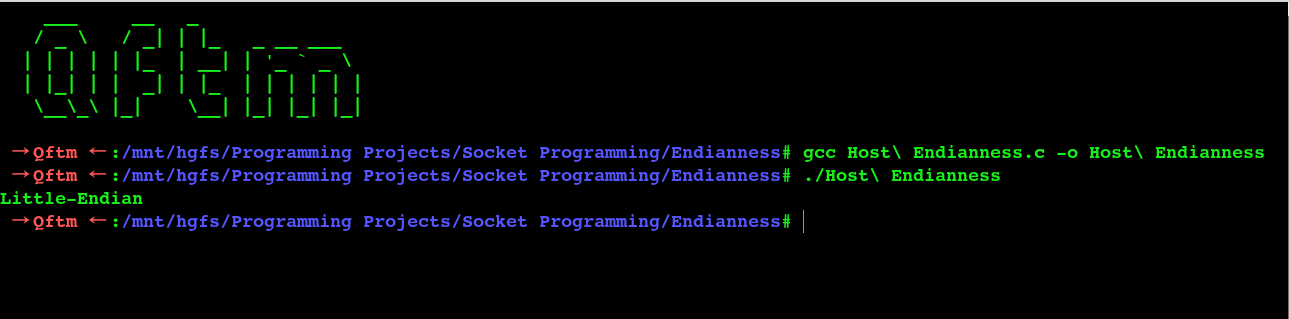 Qftm
→Qftm ←:/mnt/hgfs/Programming Projects/Socket Programming/Endianness# gcc Host\ Endianness.c -o Host\ Endianness
→Qftm ←:/mnt/hgfs/Programming Projects/Socket Programming/Endianness# ./Host\ Endianness
Little-Endian
→Qftm ←:/mnt/hgfs/Programming Projects/Socket Programming/Endianness#